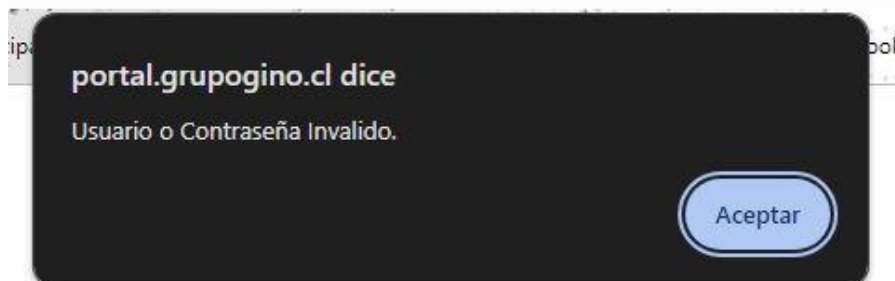 portal.grupogino.cl dice
Usuario o Contraseña Invalido.
Aceptar